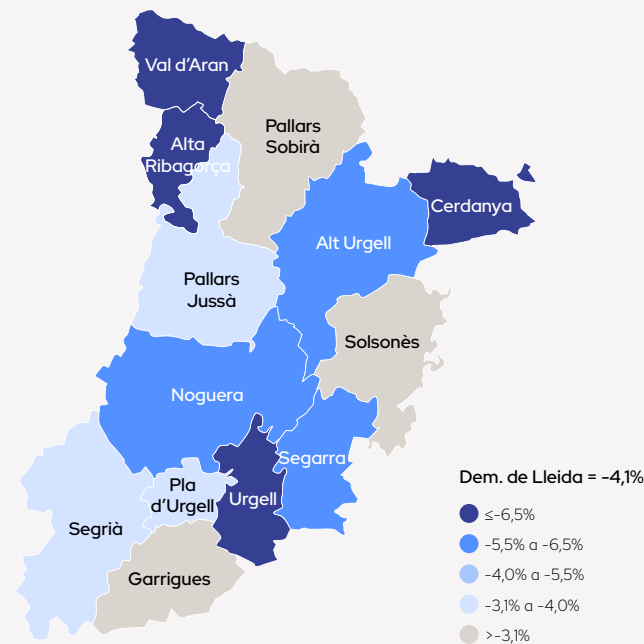 Val d'Aran
Alta
Ribagorça
Pallars
Sobirà
Cerdanya
Alt Urgell
Pallars
Jussà
Solsonès
Noguera
Segarra
Pla
d'Urgell
Urgell
Segrià
Garrigues
Dem. de Lleida = -4,1%
≤-6,5%
-5,5% a -6,5%
-4,0% a -5,5%
-3,1% a -4,0%
>-3,1%